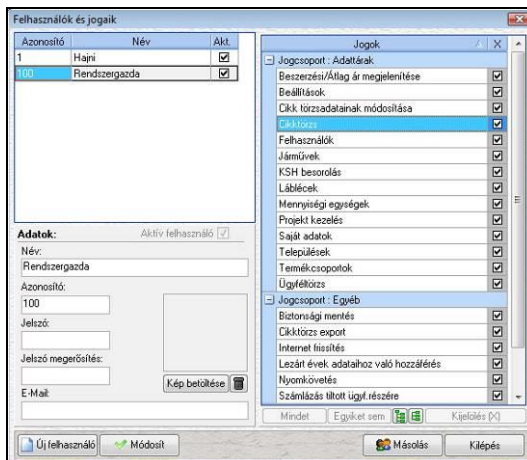 Felhasználók és jogaik
Azonosító Név Akt.
1 Hajni
100 Rendszergazda
Adatok: Aktív felhasználó
Név:
Rendszergazda
Azonosító:
100
Jelszó:
Jelszó megerősítés:
Kép betöltése
E-Mail:
Jogok X
Jogcsoport : Adattárak
Beszerzési/Átlag ár megjelenítése
Beállítások
Cikk törzsadatainak módosítása
Cikktörzs
Felhasználók
Járművek
KSH besorolás
Láblécek
Mennyiségi egységek
Projekt kezelés
Saját adatok
Települések
Termékcsoportok
Ügyféltörzs
Jogcsoport : Egyéb
Biztonsági mentés
Cikktörzs export
Internet frissítés
Lezárt évek adataihoz való hozzáférés
Nyomkövetés
Számlázás tiltott ügyf.részére
Mindet Egyiket sem Kijelölés (X)
Új felhasználó Módosít Másolás Kilépés